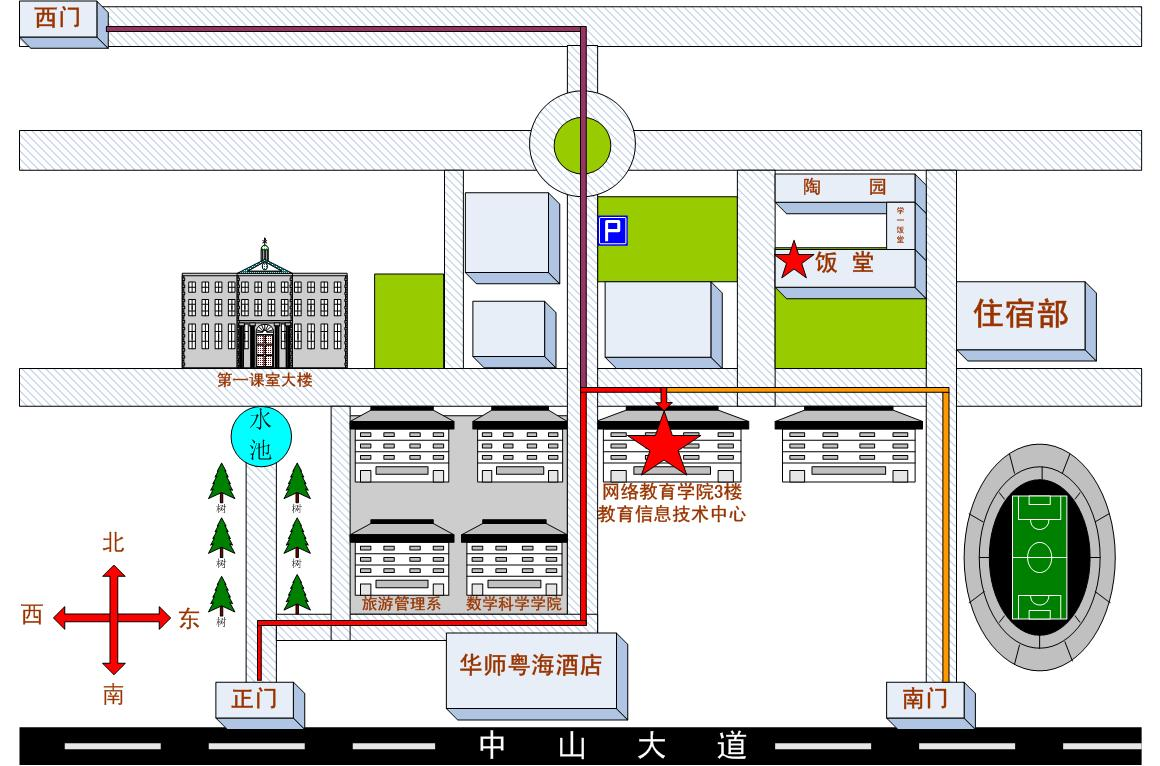 西门
陶 园
学一饭堂
P
饭 堂
住宿部
第一课室大楼
水
池
网络教育学院3楼
教育信息技术中心
树
树
树
树
树
北
西
东
南
旅游管理系
数学科学学院
华师粤海酒店
正门
南门
中 山 大 道